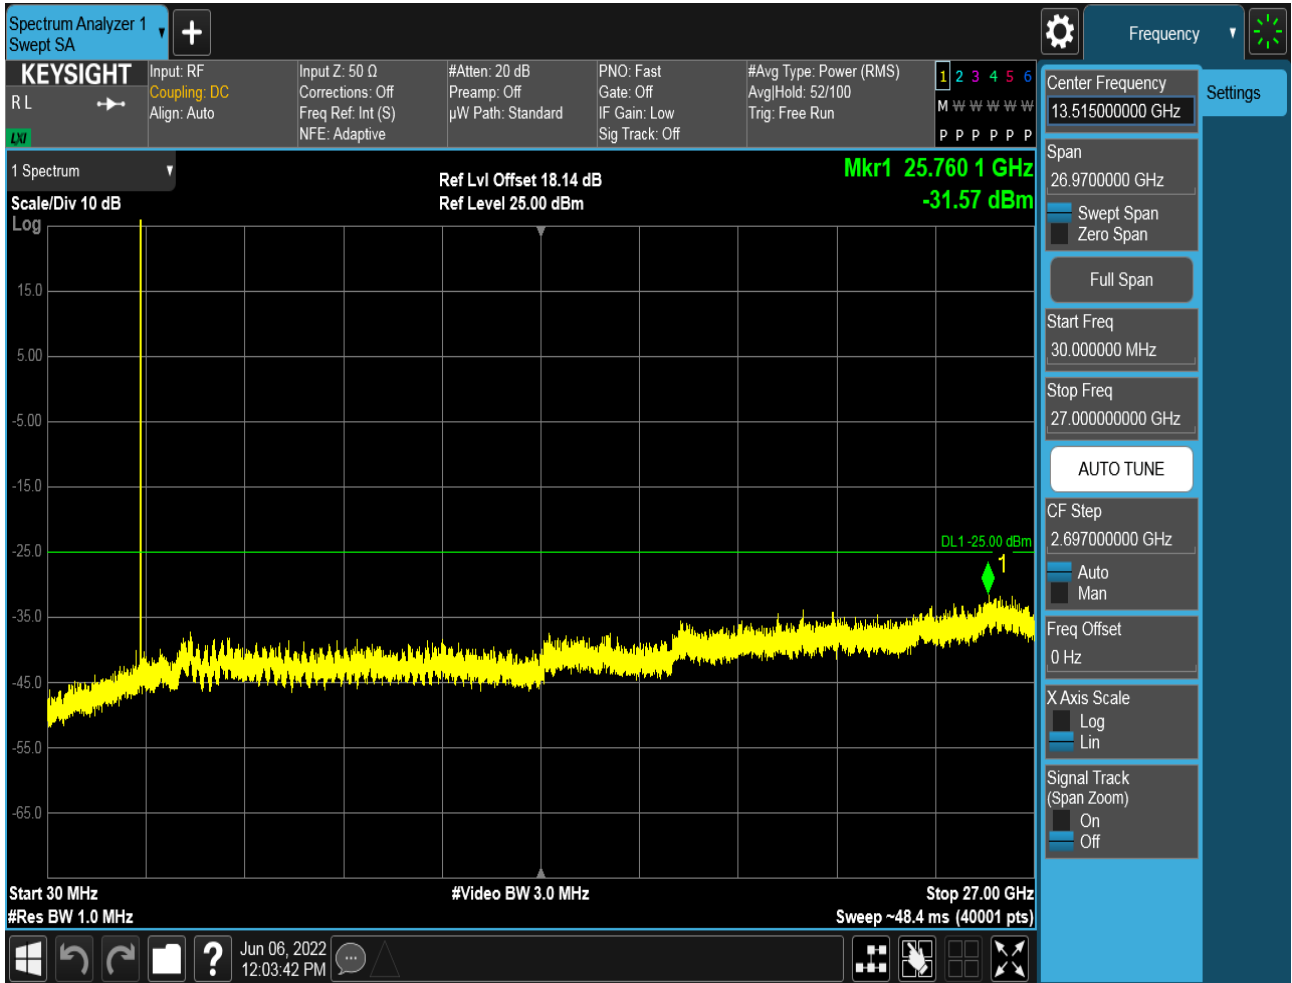 Spectrum Analyzer 1
Swept SA
+
Frequency
KEYSIGHT
R L
LXI
Input: RF
Coupling: DC
Align: Auto
Input Z: 50 Ω
Corrections: Off
Freq Ref: Int (S)
NFE: Adaptive
#Atten: 20 dB
Preamp: Off
µW Path: Standard
PNO: Fast
Gate: Off
IF Gain: Low
Sig Track: Off
#Avg Type: Power (RMS)
Avg|Hold: 52/100
Trig: Free Run
1 2 3 4 5 6
M W W W W W
P P P P P P
1 Spectrum
Scale/Div 10 dB
Log
Ref Lvl Offset 18.14 dB
Ref Level 25.00 dBm
Mkr1 25.760 1 GHz
-31.57 dBm
15.0
5.00
-5.00
-15.0
-25.0
-35.0
-45.0
-55.0
-65.0
DL1 -25.00 dBm
1
Start 30 MHz
#Res BW 1.0 MHz
#Video BW 3.0 MHz
Stop 27.00 GHz
Sweep ~48.4 ms (40001 pts)
Center Frequency
13.515000000 GHz
Settings
Span
26.9700000 GHz
Swept Span
Zero Span
Full Span
Start Freq
30.000000 MHz
Stop Freq
27.000000000 GHz
AUTO TUNE
CF Step
2.697000000 GHz
Auto
Man
Freq Offset
0 Hz
X Axis Scale
Log
Lin
Signal Track
(Span Zoom)
On
Off
?
Jun 06, 2022
12:03:42 PM